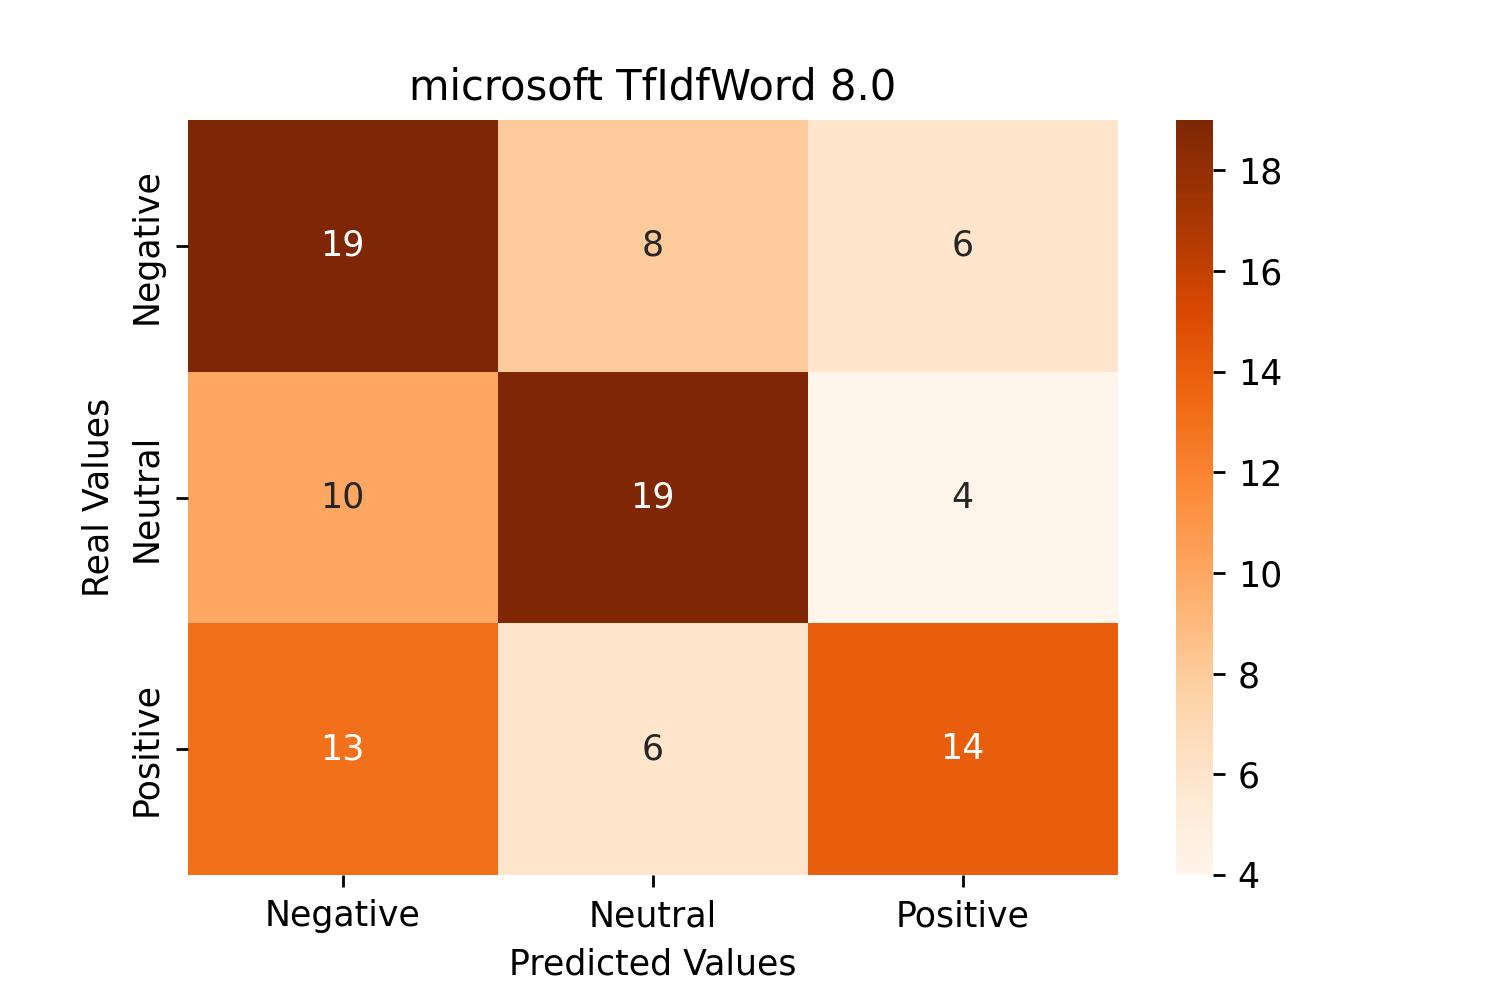 microsoft TfIdfWord 8.0
Real Values
Negative
19 8 6
Neutral
10 19 4
Positive
13 6 14
Negative Neutral Positive
Predicted Values
18
16
14
12
10
8
6
4